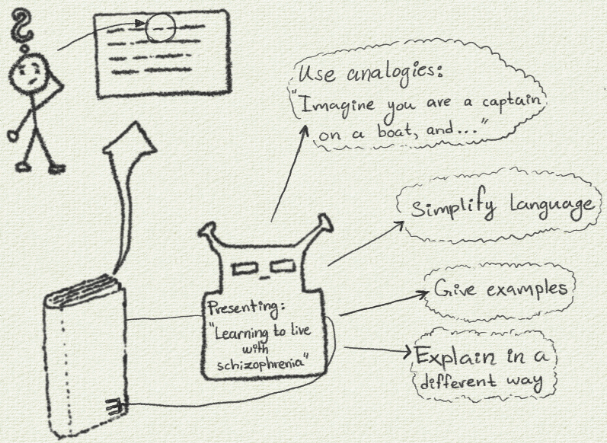 ?
Use analogies:
"Imagine you are a captain
on a boat, and..."
Simplify language
Presenting:
"Learning to live
with
schizophrenia"
Give examples
Explain in a
different way